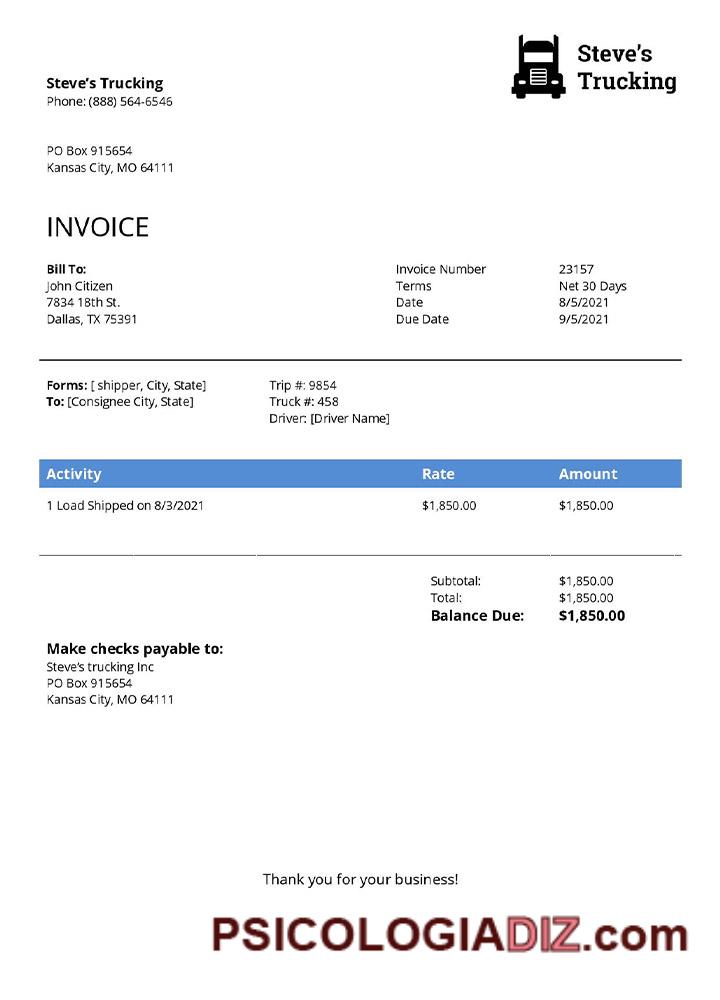 Steve's
Trucking
Steve's Trucking
Phone: (888) 564-6546
PO Box 915654
Kansas City, MO 64111
INVOICE
Bill To:
John Citizen
7834 18th St.
Dallas, TX 75391
Invoice Number 23157
Terms Net 30 Days
Date 8/5/2021
Due Date 9/5/2021
Forms: [ shipper, City, State]
To: [Consignee City, State]
Trip #: 9854
Truck #: 458
Driver: [Driver Name]
Activity Rate Amount
1 Load Shipped on 8/3/2021 $1,850.00 $1,850.00
Subtotal: $1,850.00
Total: $1,850.00
Balance Due: $1,850.00
Make checks payable to:
Steve's trucking Inc
PO Box 915654
Kansas City, MO 64111
Thank you for your business!
PSICOLOGIADIZ.com